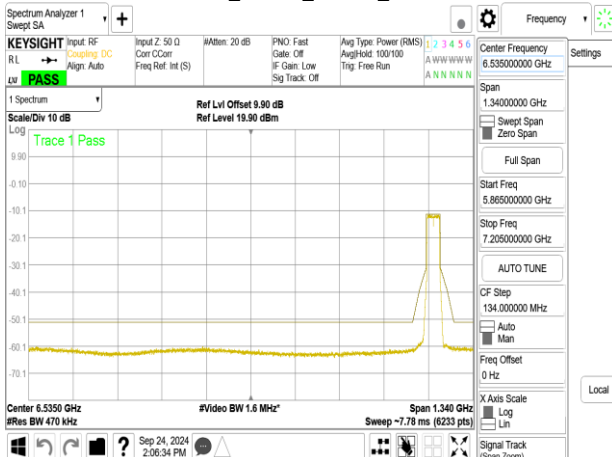 Spectrum Analyzer 1
Swept SA
Frequency
KEYSIGHT
RL
LXI
PASS
Input: RF
Coupling: DC
Align: Auto
Input Z: 50 Ω
Corr CCorr
Freq Ref: Int (S)
#Atten: 20 dB
PNO: Fast
Gate: Off
IF Gain: Low
Sig Track: Off
Avg Type: Power (RMS)
Avg|Hold: 100/100
Trig: Free Run
1 2 3 4 5 6
A W W W W W
A N N N N N
1 Spectrum
Scale/Div 10 dB
Ref Lvl Offset 9.90 dB
Ref Level 19.90 dBm
Log
Trace 1 Pass
9.90
-0.10
-10.1
-20.1
-30.1
-40.1
-50.1
-60.1
-70.1
Center 6.5350 GHz
#Res BW 470 kHz
#Video BW 1.6 MHz*
Span 1.340 GHz
Sweep ~7.78 ms (6233 pts)
Sep 24, 2024
2:06:34 PM
Center Frequency
6.535000000 GHz
Span
1.34000000 GHz
Swept Span
Zero Span
Full Span
Start Freq
5.865000000 GHz
Stop Freq
7.205000000 GHz
AUTO TUNE
CF Step
134.000000 MHz
Auto
Man
Freq Offset
0 Hz
X Axis Scale
Log
Lin
Signal Track
(Span Zoom)
Settings
Local